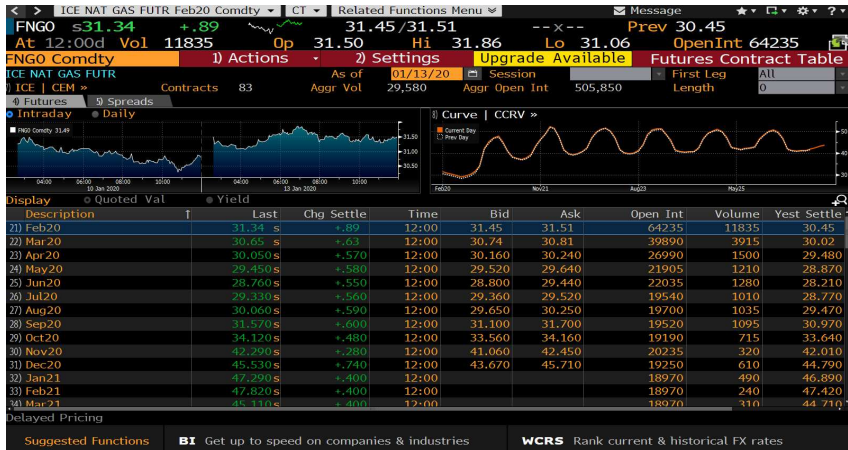 < > ICE NAT GAS FUTR Feb20 Comdty CT Related Functions Menu Message
FNGO s31.34 +.89 31.45/31.51 --x-- Prev 30.45
At 12:00d Vol 11835 Op 31.50 Hi 31.86 Lo 31.06 OpenInt 64235
FNGO Comdty 1) Actions 2) Settings Upgrade Available Futures Contract Table
ICE NAT GAS FUTR As of 01/13/20 Session First Leg All
ICE | CEM » Contracts 83 Aggr Vol 29,580 Aggr Open Int 505,850 Length 0
4) Futures 5) Spreads
Intraday Daily Curve | CCRV »
FNGO Comdty 31.49
31.50
31.00
30.50
04:00 06:00 08:00 10:00 04:00 06:00 08:00 10:00
10 Jan 2020 13 Jan 2020
Current Day
Prev Day
50
40
30
Feb20 Nov21 Aug23 May25
Display Quoted Val Yield
Description ↑ Last Chg Settle Time Bid Ask Open Int Volume Yest Settle
21) Feb20 31.34 s +.89 12:00 31.45 31.51 64235 11835 30.45
22) Mar20 30.65 s +.63 12:00 30.74 30.81 39890 3915 30.02
23) Apr20 30.050 s +.570 12:00 30.160 30.240 26990 1500 29.480
24) May20 29.450 s +.580 12:00 29.520 29.640 21905 1210 28.870
25) Jun20 28.760 s +.550 12:00 28.800 29.440 22035 1280 28.210
26) Jul20 29.330 s +.560 12:00 29.360 29.520 19540 1010 28.770
27) Aug20 30.060 s +.590 12:00 29.650 30.250 19700 1035 29.470
28) Sep20 31.570 s +.600 12:00 31.100 31.700 19520 1095 30.970
29) Oct20 34.120 s +.480 12:00 33.560 34.160 19190 715 33.640
30) Nov20 42.290 s +.280 12:00 41.060 42.450 20235 320 42.010
31) Dec20 45.530 s +.740 12:00 43.670 45.710 19250 610 44.790
32) Jan21 47.290 s +.400 12:00 18970 490 46.890
33) Feb21 47.820 s +.400 12:00 18970 240 47.420
34) Mar21 45.110 s +.400 12:00 18970 310 44.710
Delayed Pricing
Suggested Functions BI Get up to speed on companies & industries WCRS Rank current & historical FX rates